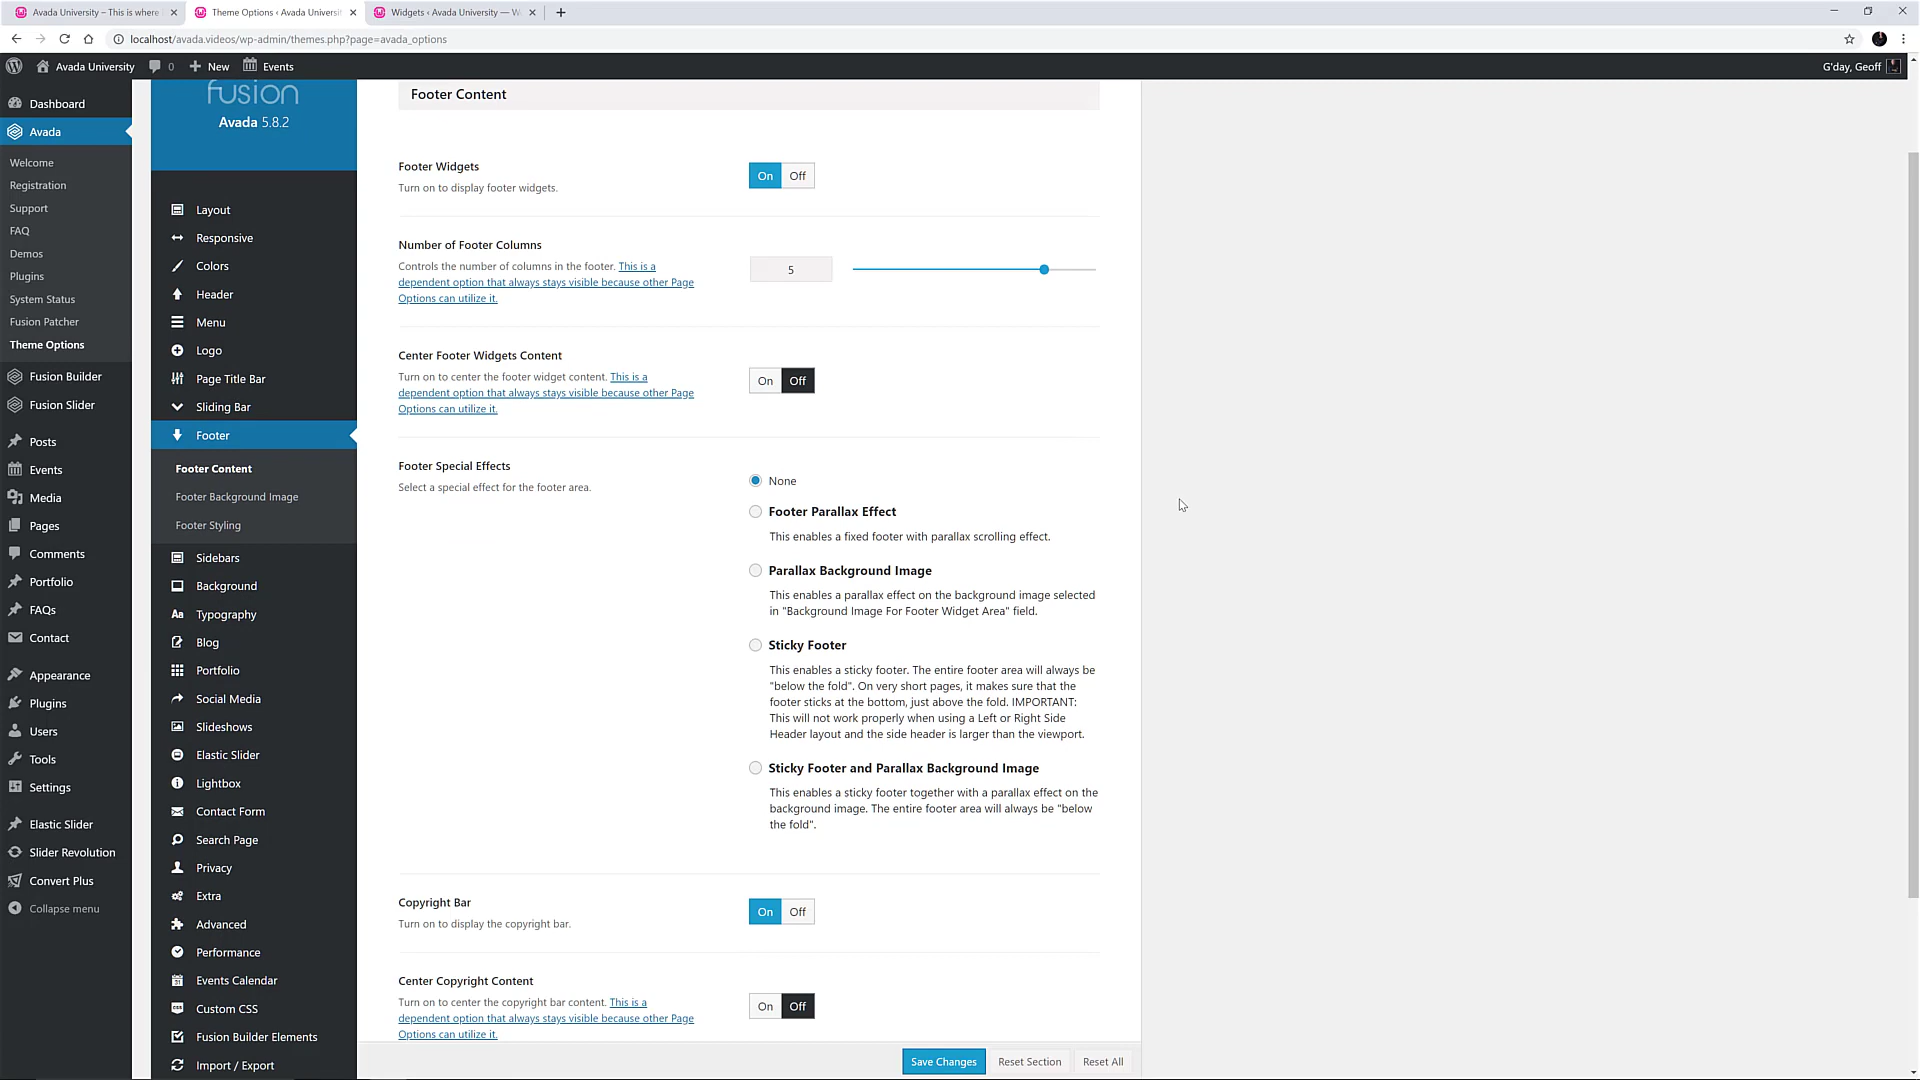 Avada University – This is where
Theme Options ‹ Avada Universit
Widgets ‹ Avada University — W
localhost/avada.videos/wp-admin/themes.php?page=avada_options
Avada University
0
New
Events
G'day, Geoff
Dashboard
Avada
Welcome
Registration
Support
FAQ
Demos
Plugins
System Status
Fusion Patcher
Theme Options
Fusion Builder
Fusion Slider
Posts
Events
Media
Pages
Comments
Portfolio
FAQs
Contact
Appearance
Plugins
Users
Tools
Settings
Elastic Slider
Slider Revolution
Convert Plus
Collapse menu
fusion
Avada 5.8.2
Layout
Responsive
Colors
Header
Menu
Logo
Page Title Bar
Sliding Bar
Footer
Footer Content
Footer Background Image
Footer Styling
Sidebars
Background
Typography
Blog
Portfolio
Social Media
Slideshows
Elastic Slider
Lightbox
Contact Form
Search Page
Privacy
Extra
Advanced
Performance
Events Calendar
Custom CSS
Fusion Builder Elements
Import / Export
Footer Content
Footer Widgets
Turn on to display footer widgets.
On Off
Number of Footer Columns
Controls the number of columns in the footer. This is a
dependent option that always stays visible because other Page
Options can utilize it.
5
Center Footer Widgets Content
Turn on to center the footer widget content. This is a
dependent option that always stays visible because other Page
Options can utilize it.
On Off
Footer Special Effects
Select a special effect for the footer area.
None
Footer Parallax Effect
This enables a fixed footer with parallax scrolling effect.
Parallax Background Image
This enables a parallax effect on the background image selected
in "Background Image For Footer Widget Area" field.
Sticky Footer
This enables a sticky footer. The entire footer area will always be
"below the fold". On very short pages, it makes sure that the
footer sticks at the bottom, just above the fold. IMPORTANT:
This will not work properly when using a Left or Right Side
Header layout and the side header is larger than the viewport.
Sticky Footer and Parallax Background Image
This enables a sticky footer together with a parallax effect on the
background image. The entire footer area will always be "below
the fold".
Copyright Bar
Turn on to display the copyright bar.
On Off
Center Copyright Content
Turn on to center the copyright bar content. This is a
dependent option that always stays visible because other Page
Options can utilize it.
On Off
Save Changes
Reset Section
Reset All